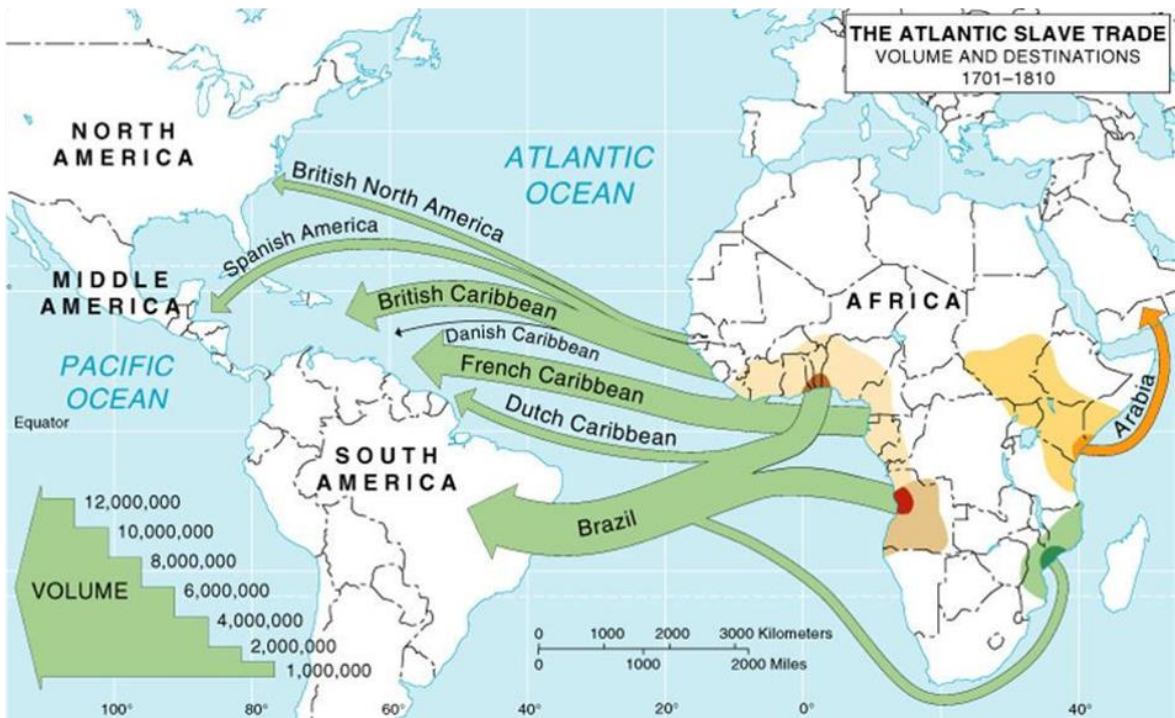 THE ATLANTIC SLAVE TRADE
VOLUME AND DESTINATIONS
1701–1810
NORTH
AMERICA
ATLANTIC
OCEAN
British North America
Spanish America
MIDDLE
AMERICA
British Caribbean
AFRICA
Danish Caribbean
PACIFIC
OCEAN
French Caribbean
Arabia
Equator
Dutch Caribbean
SOUTH
AMERICA
Brazil
12,000,000
10,000,000
8,000,000
VOLUME
6,000,000
4,000,000
2,000,000
1,000,000
0 1000 2000 3000 Kilometers
0 1000 2000 Miles
100° 80° 60° 40° 20° 0° 40°